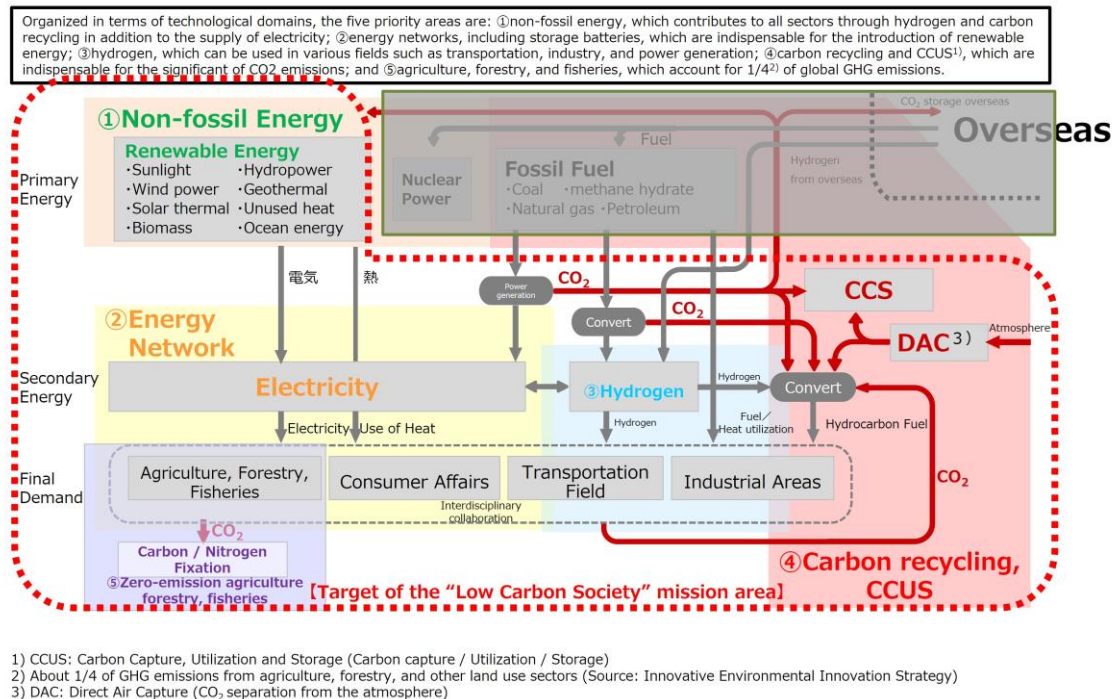 Organized in terms of technological domains, the five priority areas are: ①non-fossil energy, which contributes to all sectors through hydrogen and carbon
recycling in addition to the supply of electricity; ②energy networks, including storage batteries, which are indispensable for the introduction of renewable
energy; ③hydrogen, which can be used in various fields such as transportation, industry, and power generation; ④carbon recycling and CCUS1), which are
indispensable for the significant of CO2 emissions; and ⑤agriculture, forestry, and fisheries, which account for 1/42) of global GHG emissions.
①Non-fossil Energy
Renewable Energy
・Sunlight ・Hydropower
・Wind power ・Geothermal
・Solar thermal ・Unused heat
・Biomass ・Ocean energy
Primary
Energy
Nuclear
Power
Fuel
Fossil Fuel
・Coal ・methane hydrate
・Natural gas ・Petroleum
CO2 storage overseas
Overseas
Hydrogen
from overseas
電気
熱
Power
generation
CO2
Convert
CO2
CCS
DAC3)
Atmosphere
②Energy
Network
Secondary
Energy
Electricity
③Hydrogen
Hydrogen
Convert
Electricity
Use of Heat
Hydrogen
Fuel／
Heat utilization
Hydrocarbon Fuel
Final
Demand
Agriculture, Forestry,
Fisheries
Consumer Affairs
Transportation
Field
Industrial Areas
Interdisciplinary
collaboration
CO2
CO2
Carbon / Nitrogen
Fixation
⑤Zero-emission agriculture
forestry, fisheries
【Target of the “Low Carbon Society” mission area】
④Carbon recycling,
CCUS
1) CCUS: Carbon Capture, Utilization and Storage (Carbon capture / Utilization / Storage)
2) About 1/4 of GHG emissions from agriculture, forestry, and other land use sectors (Source: Innovative Environmental Innovation Strategy)
3) DAC: Direct Air Capture (CO2 separation from the atmosphere)